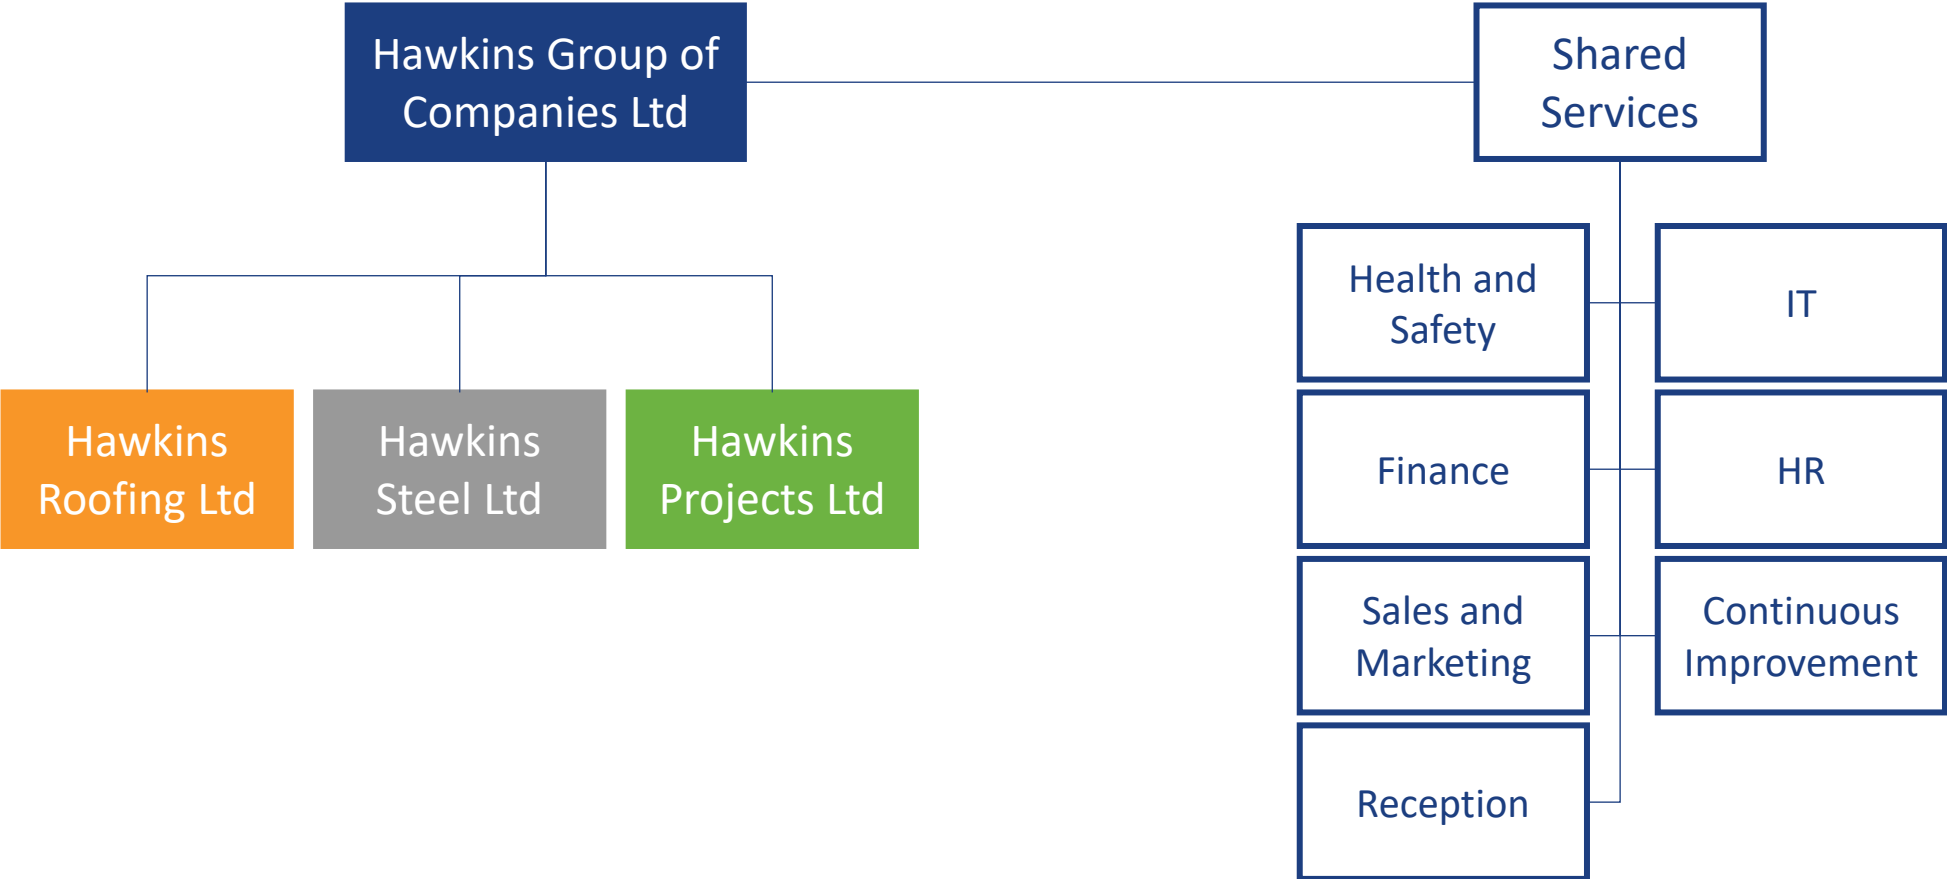 Hawkins Group of
Companies Ltd
Shared
Services
Hawkins
Roofing Ltd
Hawkins
Steel Ltd
Hawkins
Projects Ltd
Health and
Safety
IT
Finance
HR
Sales and
Marketing
Continuous
Improvement
Reception